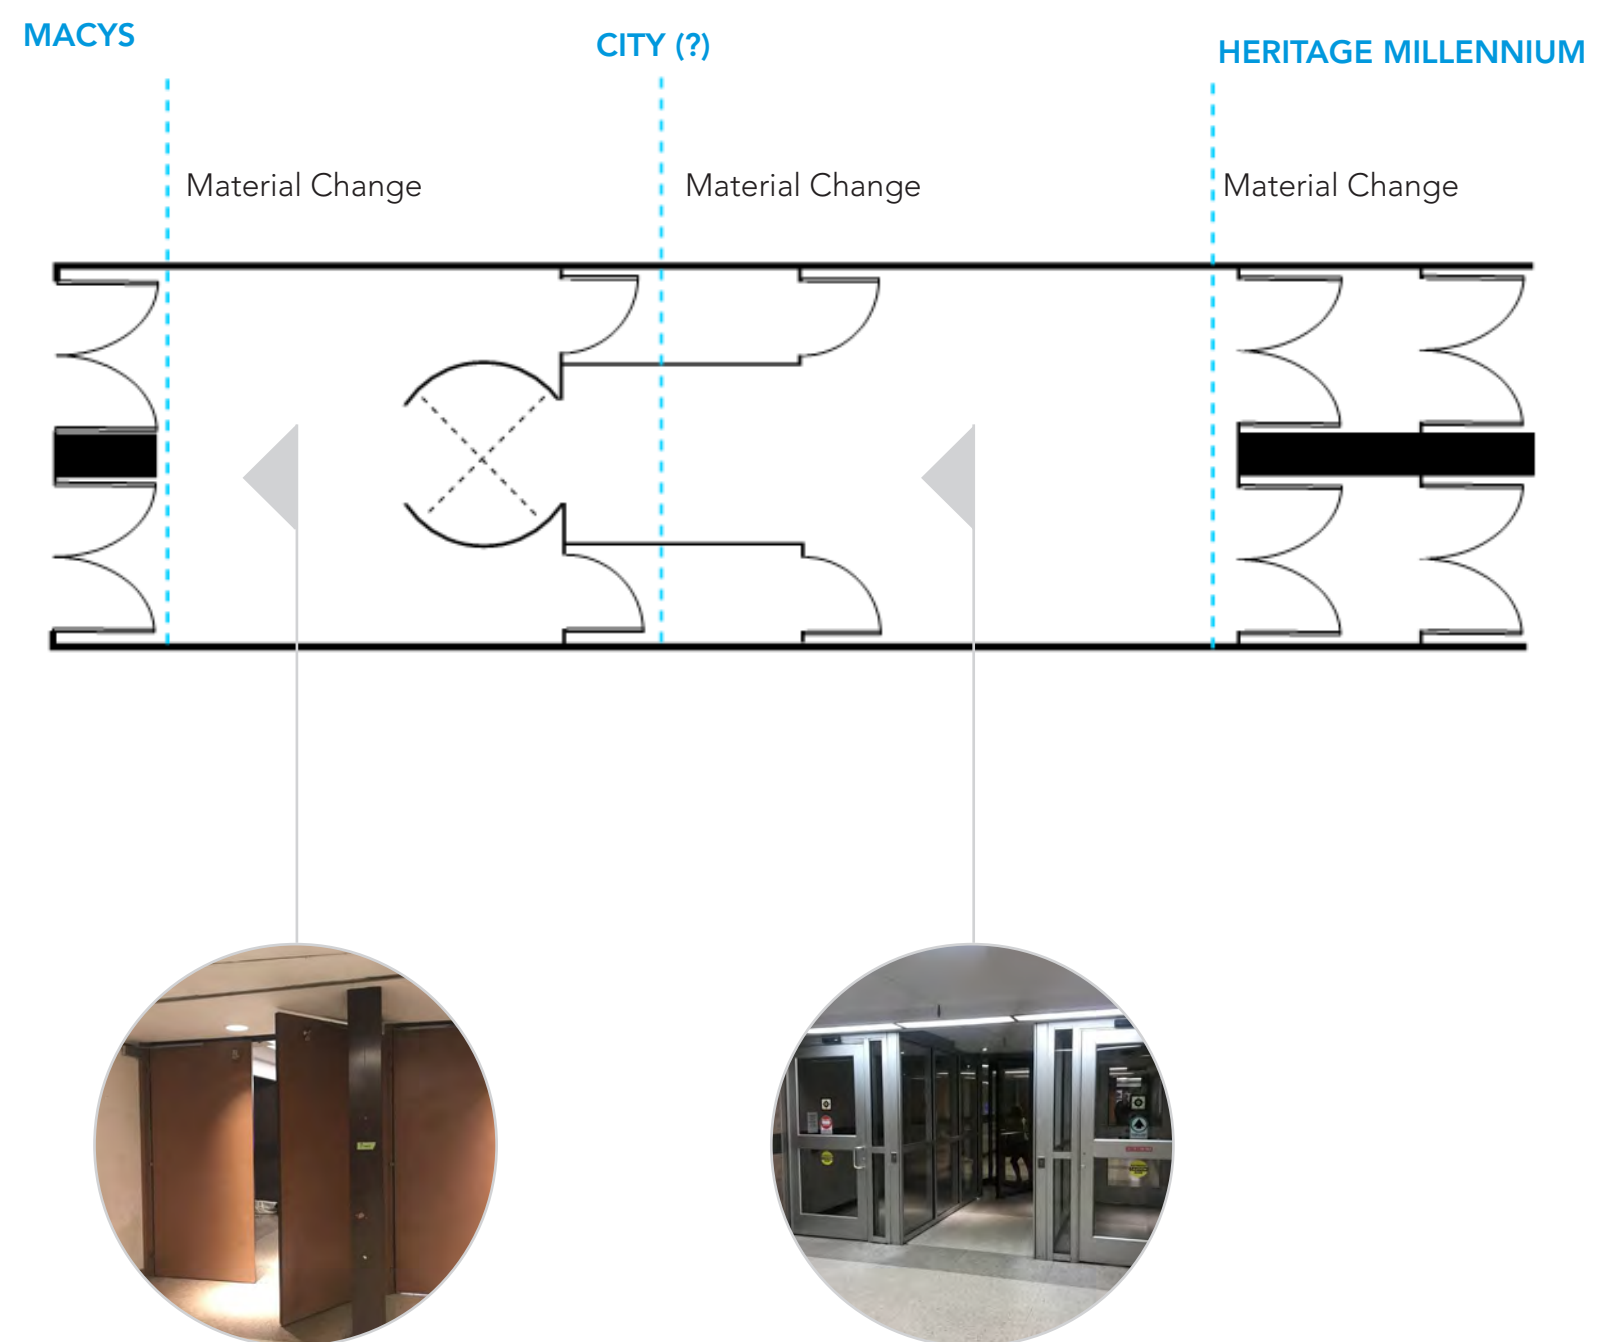 MACYS
CITY (?)
HERITAGE MILLENNIUM
Material Change
Material Change
Material Change